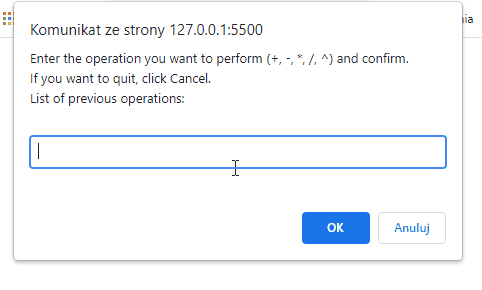 Komunikat ze strony 127.0.0.1:5500
Enter the operation you want to perform (+, -, *, /, ^) and confirm.
If you want to quit, click Cancel.
List of previous operations:
OK Anuluj